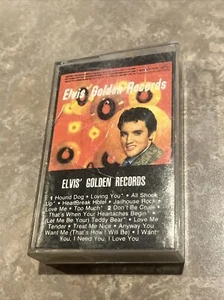 Elvis' Golden Records
ELVIS' GOLDEN RECORDS
1 Hound Dog • Loving You • All Shook
Up • Heartbreak Hotel • Jailhouse Rock •
Love Me • Too Much • 2 Don't Be Cruel •
That's When Your Heartaches Begin •
(Let Me Be Your) Teddy Bear • Love Me
Tender • Treat Me Nice • Anyway You
Want Me (That's How I Will Be) • I Want
You, I Need You, I Love You